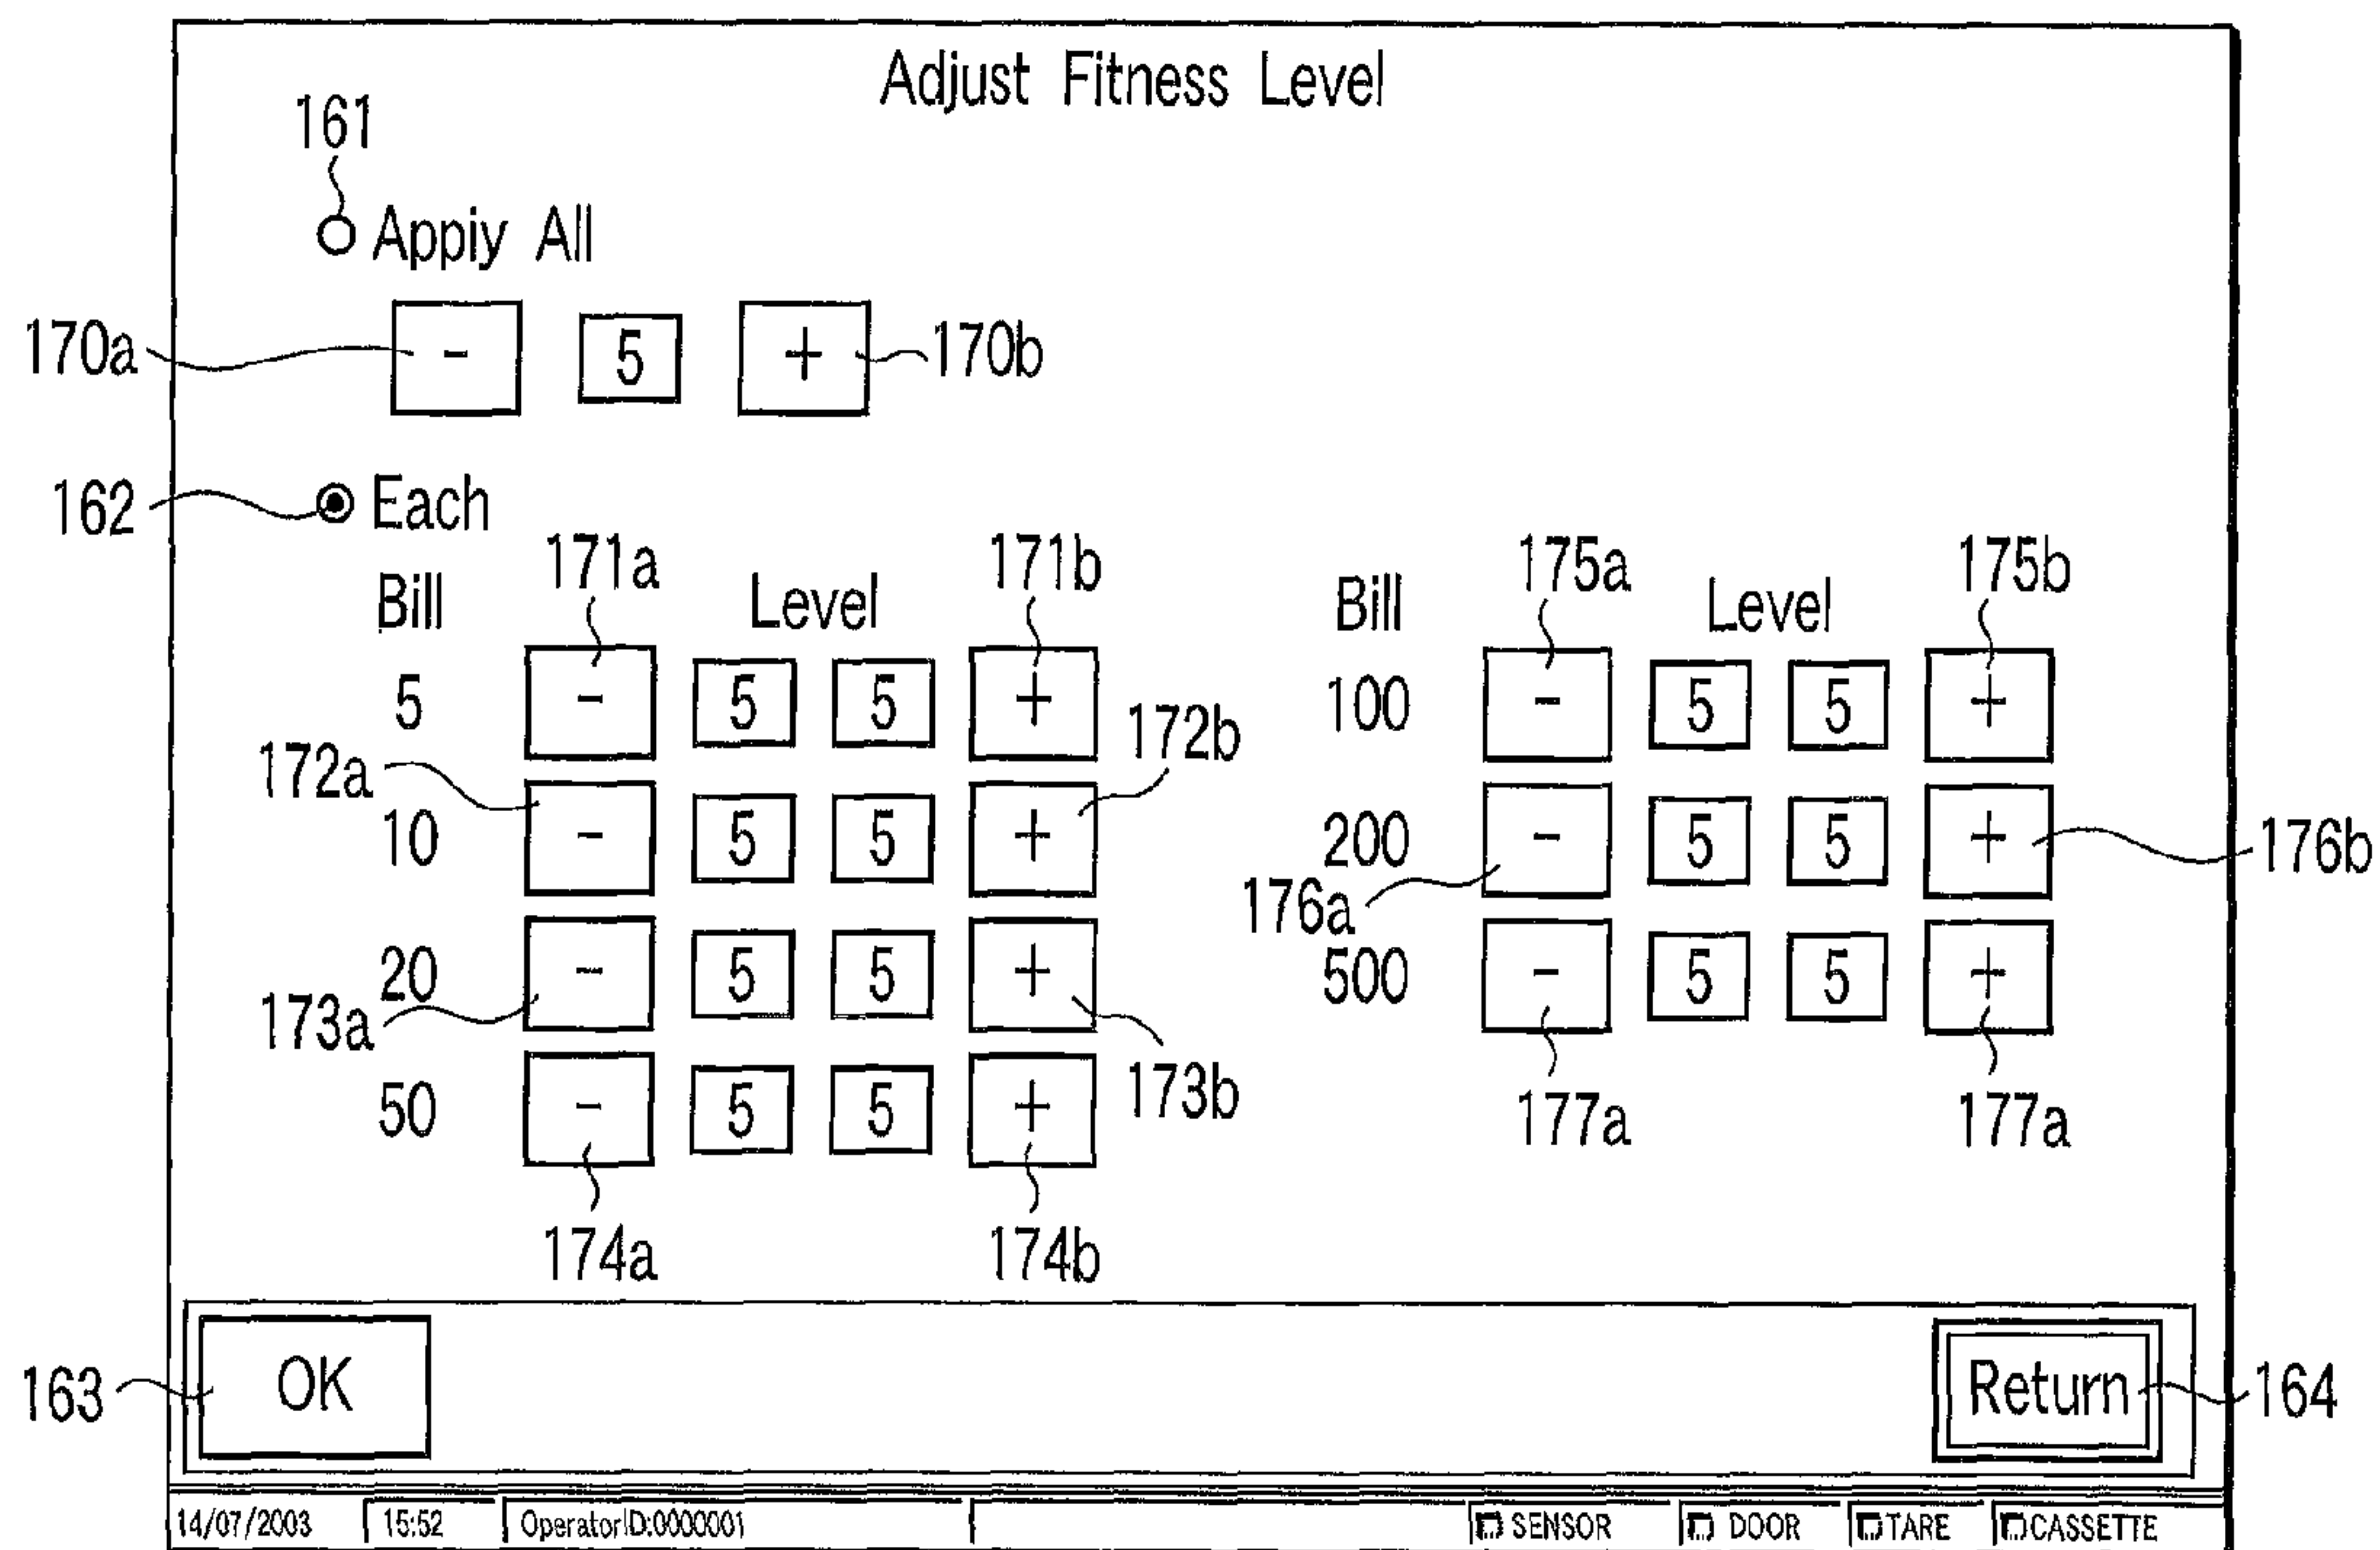 Adjust Fitness Level
161
Appiy All
170a - 5 + 170b
162 Each
171a 171b 175a 175b
Bill Level Bill Level
5 - 5 5 + 100 - 5 5 +
172a 172b
10 - 5 5 + 200 - 5 5 + 176b
176a
20 - 5 5 + 500 - 5 5 +
173a 173b
50 - 5 5 + 177a 177a
174a 174b
163 OK Return 164
14/07/2003 15:52 OperatorID:0000001 SENSOR DOOR TARE CASSETTE